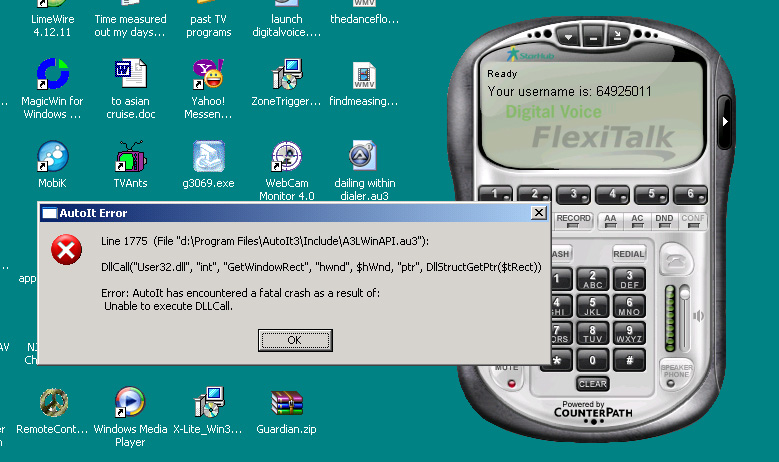 LimeWire
4.12.11
Time measured
out my days...
past TV
programs
launch
digitalvoice....
WMV
thedanceflo...
MagicWin for
Windows ...
to asian
cruise.doc
Yahoo!
Messen...
ZoneTrigger...
WMV
findmeasing...
MobiK
TVAnts
g3069.exe
WebCam
Monitor 4.0
dailing within
dialer.au3
StarHub
Ready
Your username is: 64925011
Digital Voice
FlexiTalk
1 2 3 4 5 6
RECORD AA AC DND CONF
AutoIt Error
Line 1775 (File "d:\Program Files\AutoIt3\Include\A3LWinAPI.au3"):
DllCall("User32.dll", "int", "GetWindowRect", "hwnd", $hWnd, "ptr", DllStructGetPtr($tRect))
Error: AutoIt has encountered a fatal crash as a result of:
Unable to execute DLLCall.
OK
REDIAL
1 2 ABC 3 DEF
5 JKL 6 MNO
8 TUV 9 WXYZ
* 0 #
MUTE
CLEAR
SPEAKER
PHONE
Powered by
COUNTERPATH
RemoteCont...
Windows Media
Player
X-Lite_Win3...
Guardian.zip